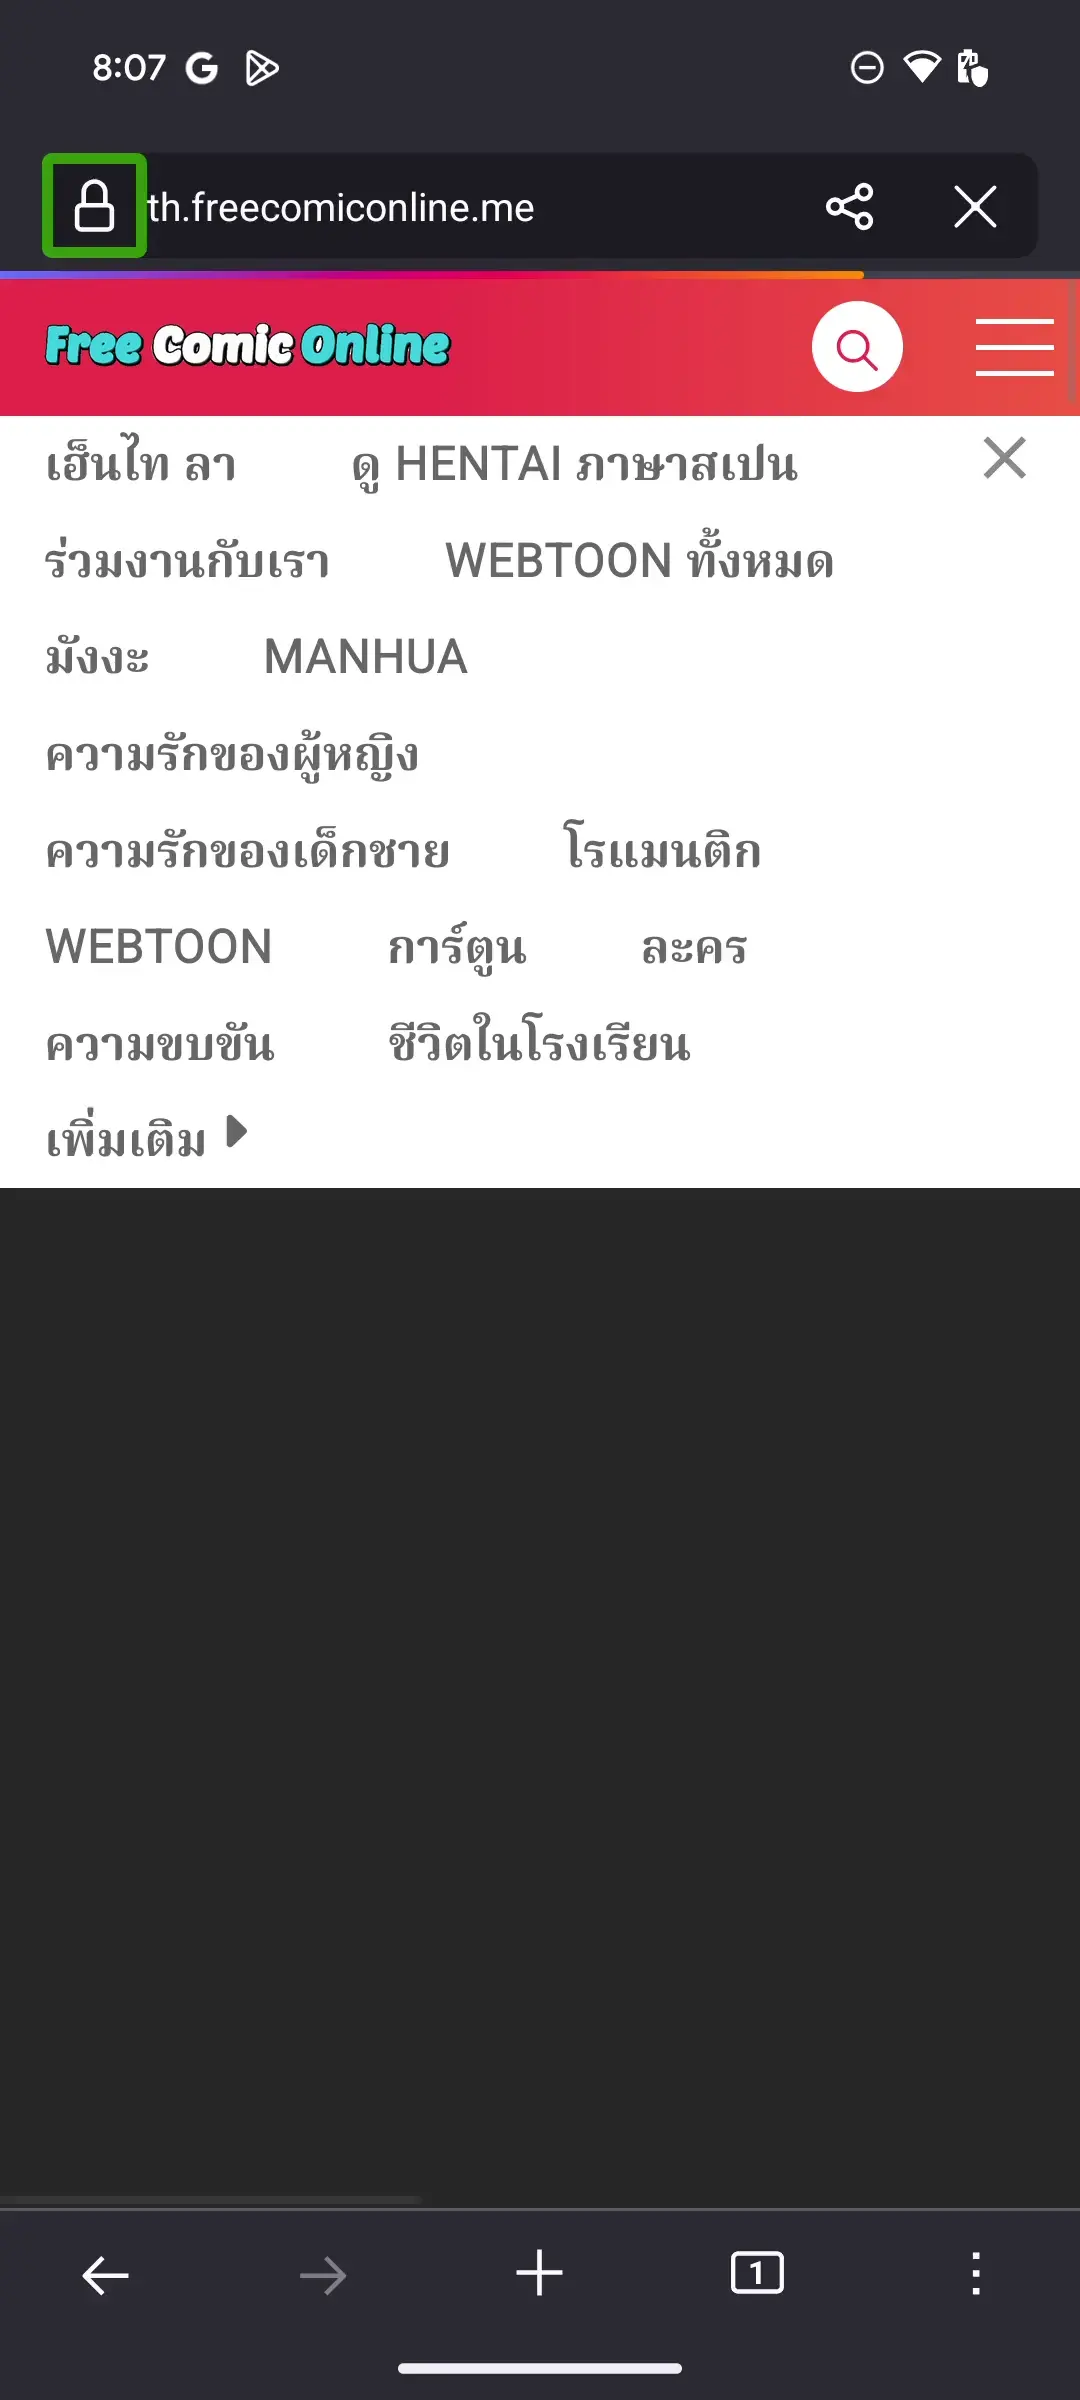 8:07
th.freecomiconline.me
Free Comic Online
เฮ็นไท ลา ดู HENTAI ภาษาสเปน
ร่วมงานกับเรา WEBTOON ทั้งหมด
มังงะ MANHUA
ความรักของผู้หญิง
ความรักของเด็กชาย โรแมนติก
WEBTOON การ์ตูน ละคร
ความขบขัน ชีวิตในโรงเรียน
เพิ่มเติม
1